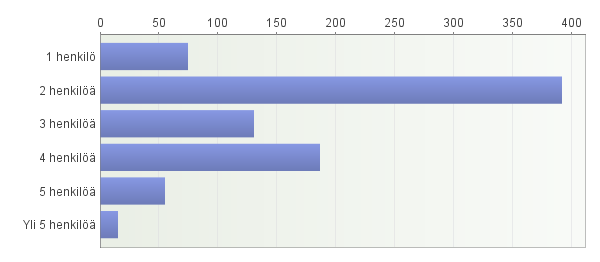 0 50 100 150 200 250 300 350 400
1 henkilö
2 henkilöä
3 henkilöä
4 henkilöä
5 henkilöä
Yli 5 henkilöä